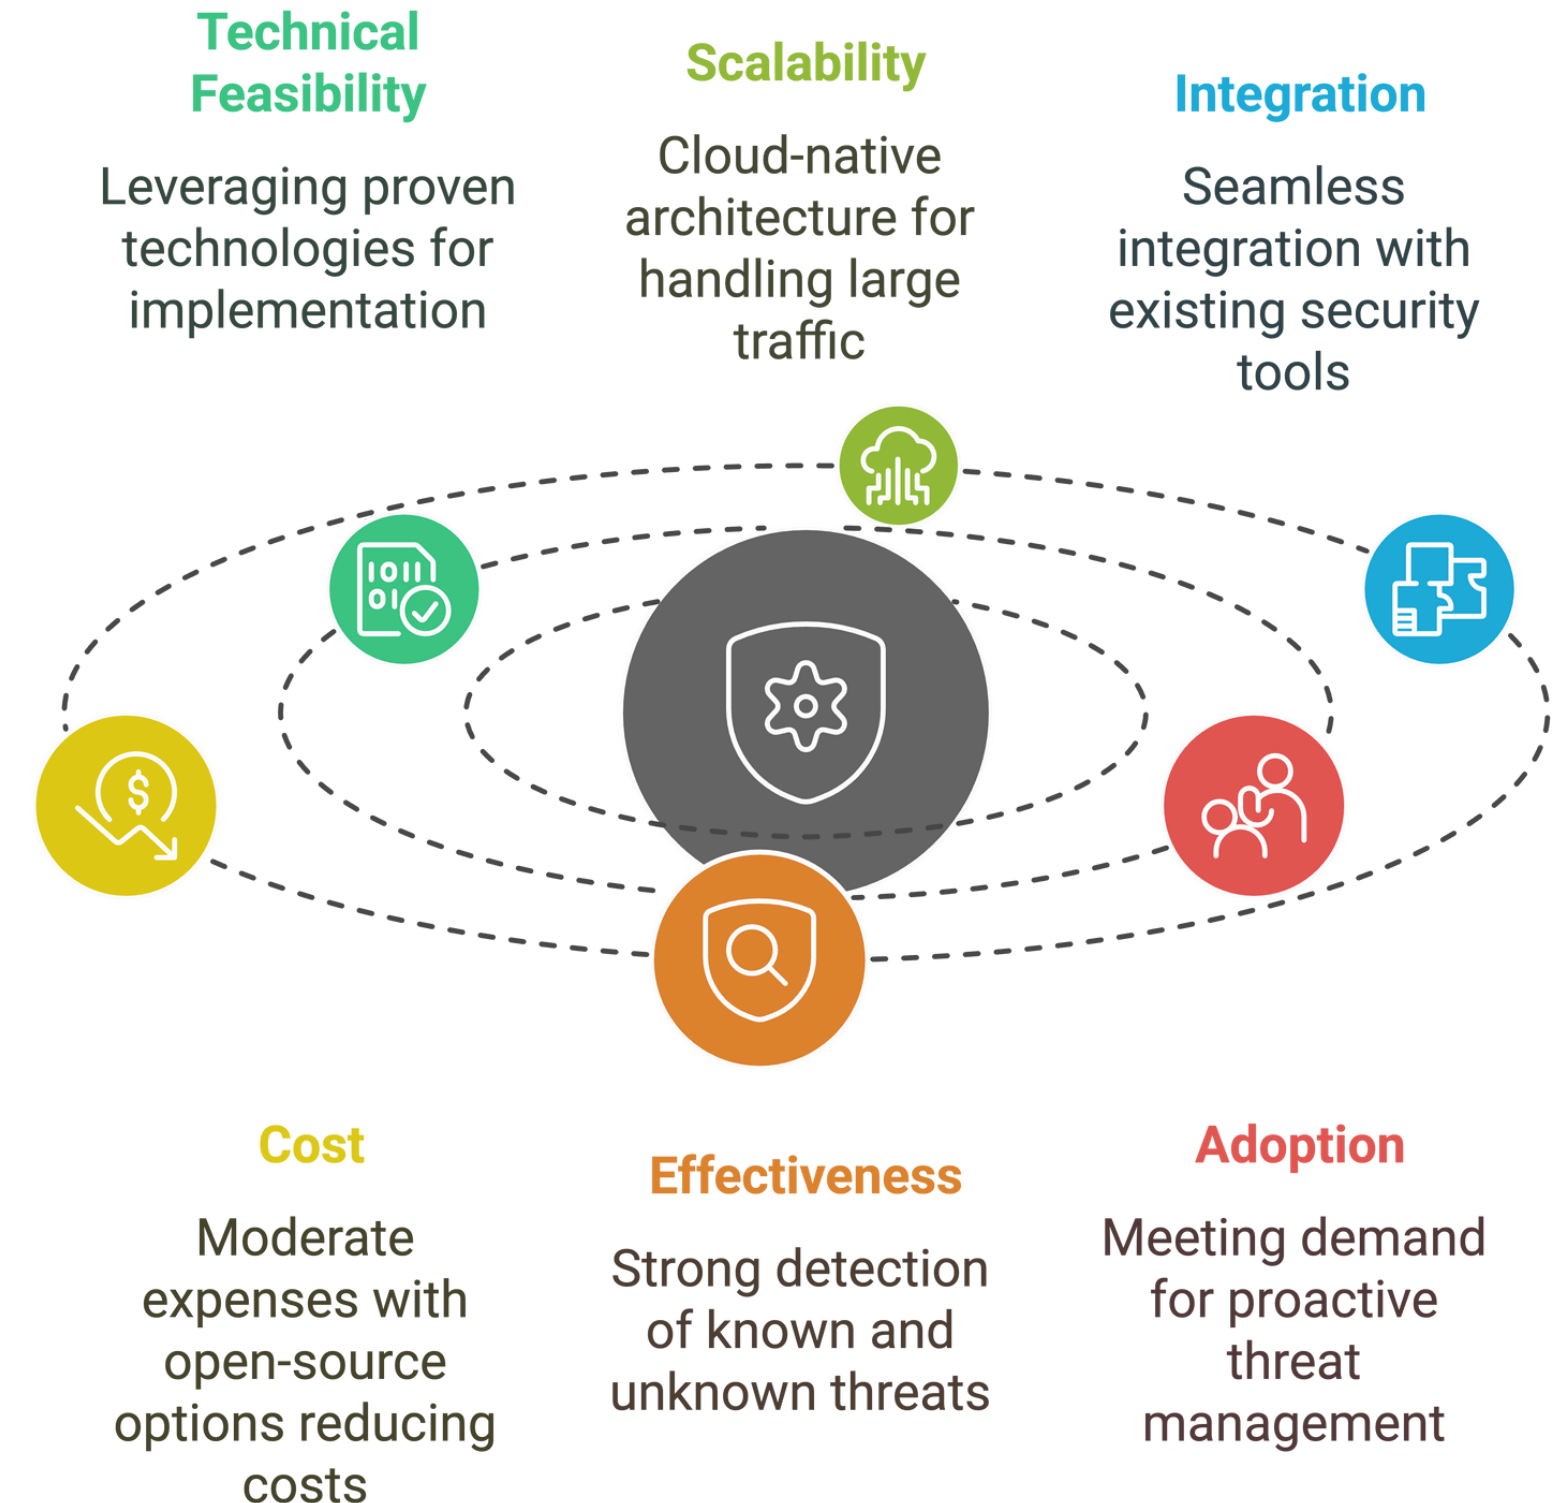 Technical
Feasibility
Leveraging proven
technologies for
implementation
Scalability
Cloud-native
architecture for
handling large
traffic
Integration
Seamless
integration with
existing security
tools
1011
01
$
Cost
Moderate
expenses with
open-source
options reducing
costs
Effectiveness
Strong detection
of known and
unknown threats
Adoption
Meeting demand
for proactive
threat
management